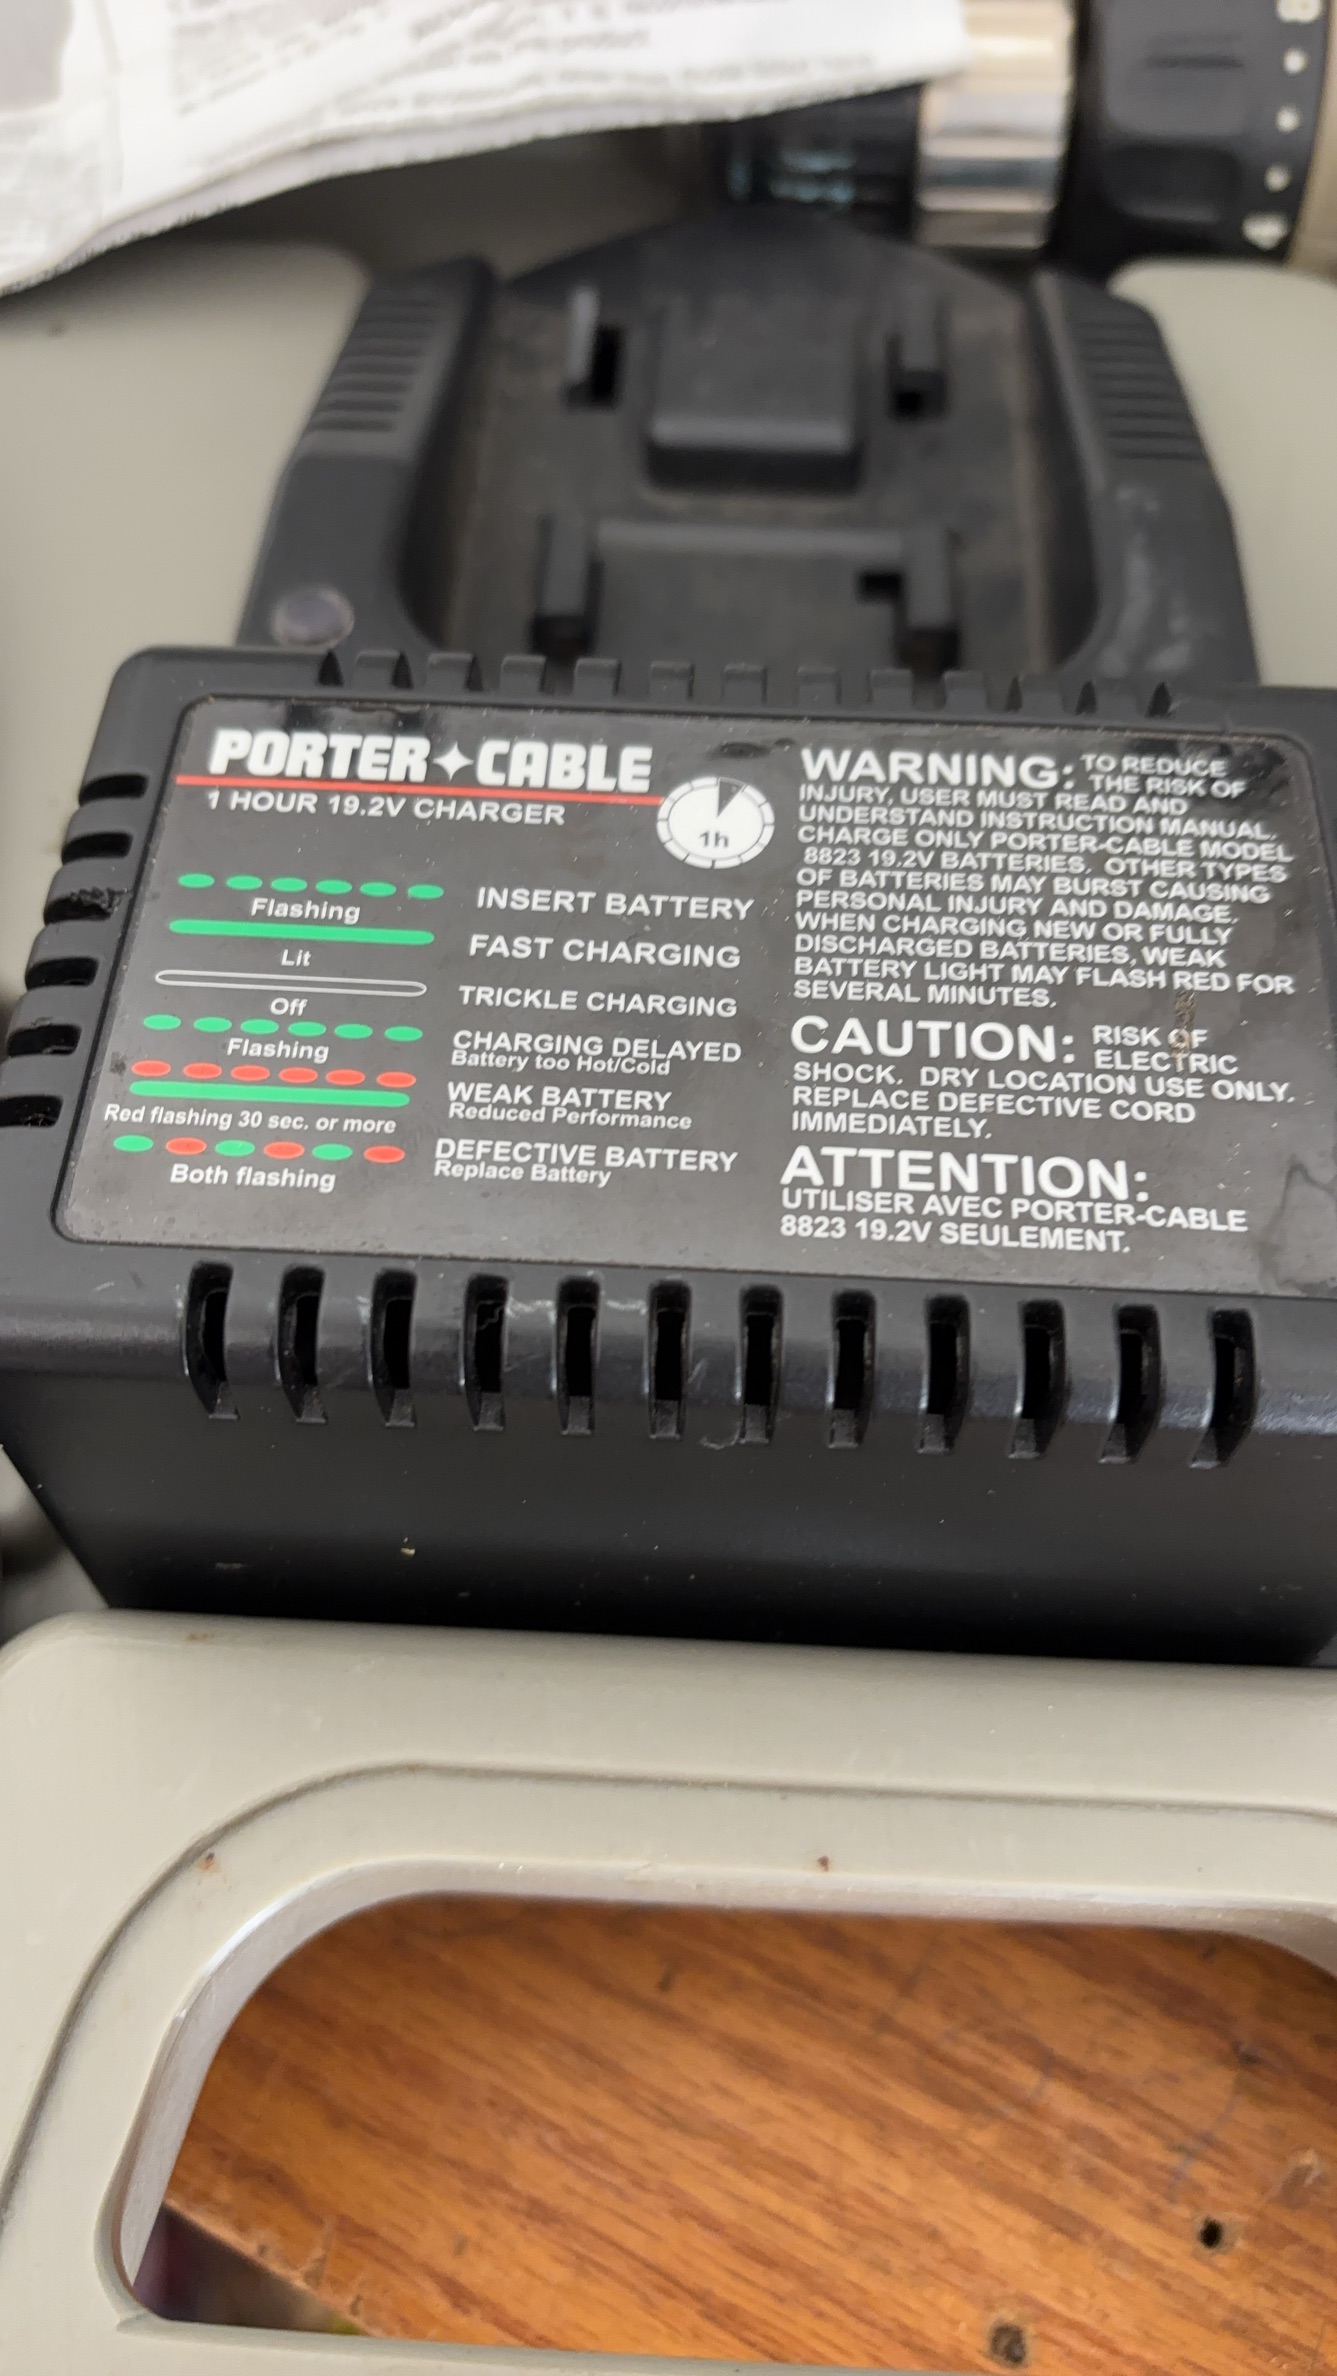 PORTER CABLE
1 HOUR 19.2V CHARGER
1h
Flashing INSERT BATTERY
Lit FAST CHARGING
Off TRICKLE CHARGING
Flashing CHARGING DELAYED
Battery too Hot/Cold
WEAK BATTERY
Red flashing 30 sec. or more Reduced Performance
DEFECTIVE BATTERY
Both flashing Replace Battery
WARNING: TO REDUCE
THE RISK OF
INJURY, USER MUST READ AND
UNDERSTAND INSTRUCTION MANUAL.
CHARGE ONLY PORTER-CABLE MODEL
8823 19.2V BATTERIES. OTHER TYPES
OF BATTERIES MAY BURST CAUSING
PERSONAL INJURY AND DAMAGE.
WHEN CHARGING NEW OR FULLY
DISCHARGED BATTERIES, WEAK
BATTERY LIGHT MAY FLASH RED FOR
SEVERAL MINUTES.
CAUTION: RISK OF
ELECTRIC
SHOCK. DRY LOCATION USE ONLY.
REPLACE DEFECTIVE CORD
IMMEDIATELY.
ATTENTION:
UTILISER AVEC PORTER-CABLE
8823 19.2V SEULEMENT.